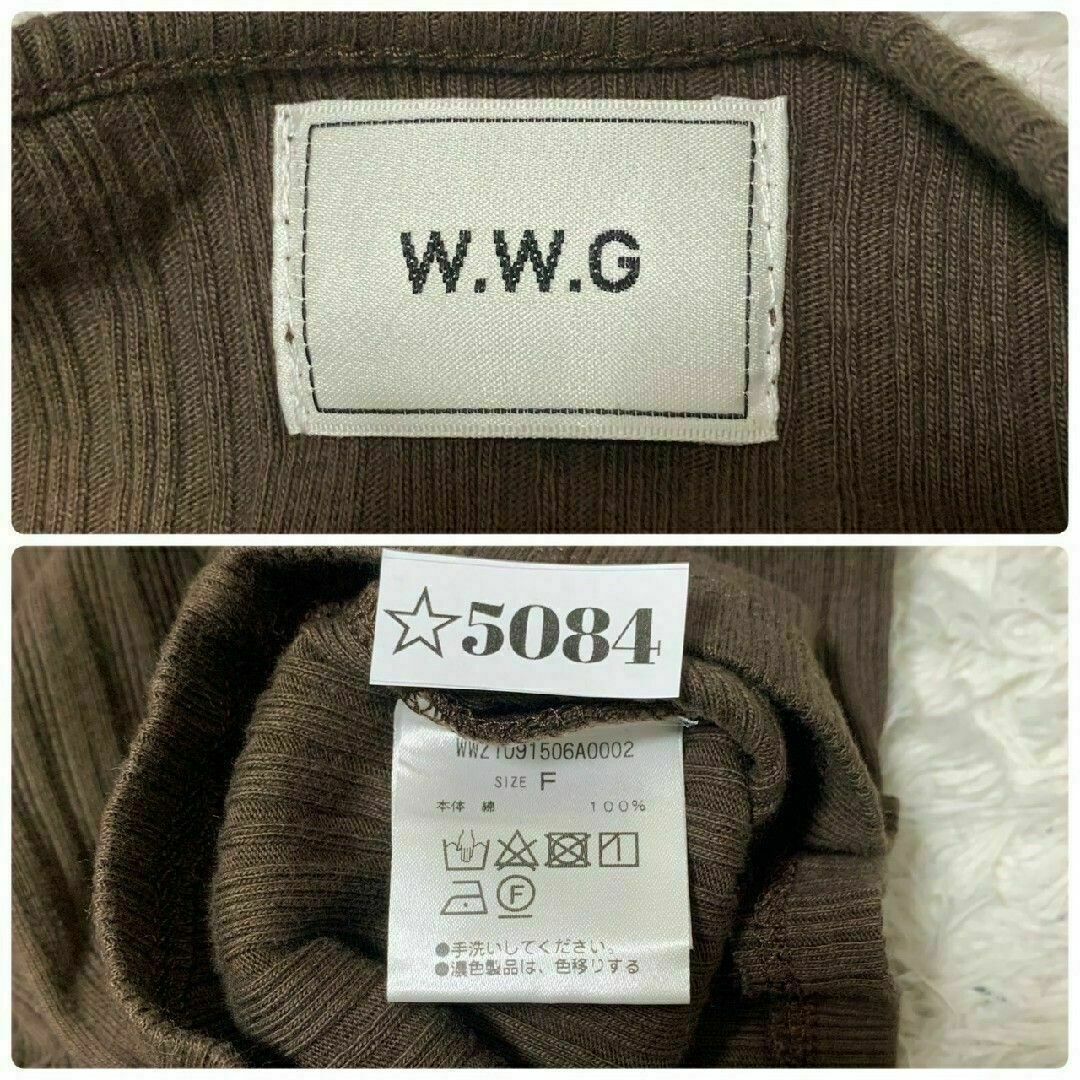 W.W.G
☆5084
WWZ1091506A0002
SIZE F
本体 綿 100%
F
●手洗いしてください。
●濃色製品は、色移りする